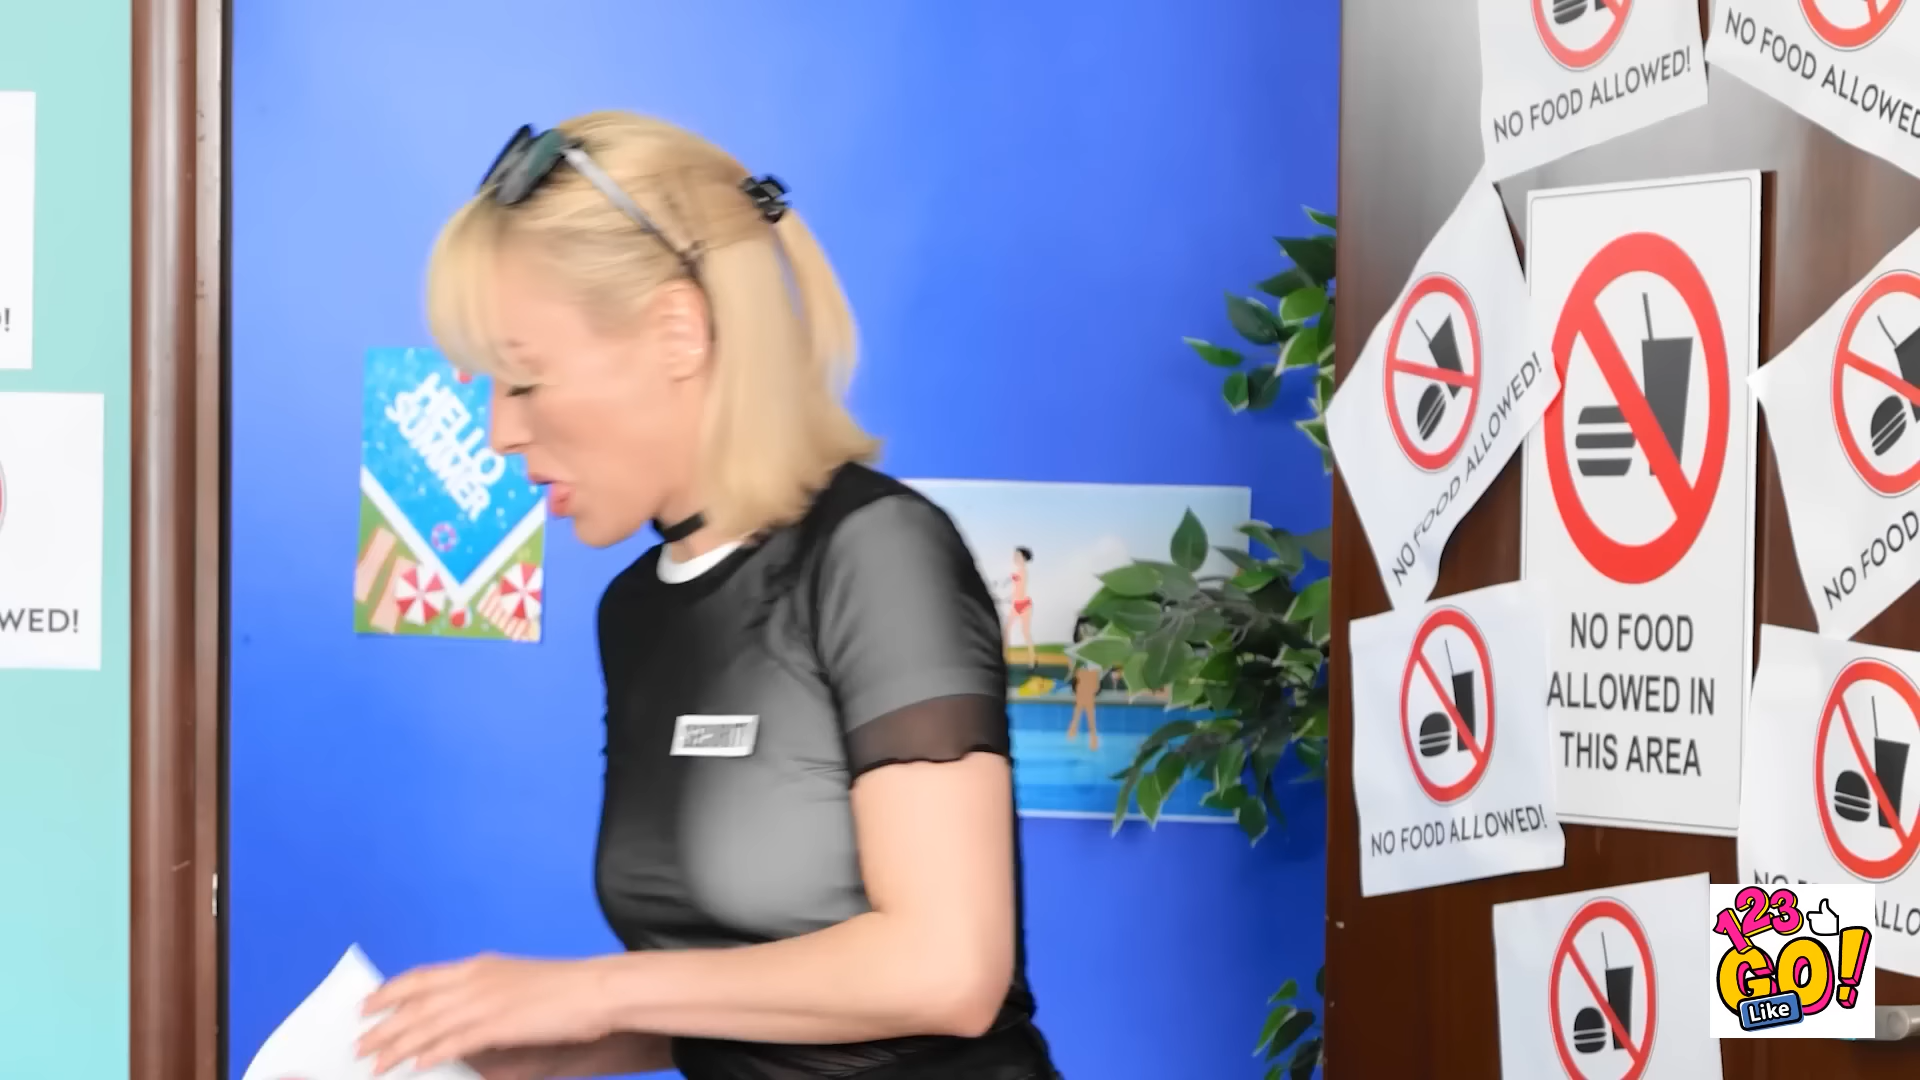 !
WED!
HELLO
SUMMER
NO FOOD ALLOWED!
NO FOOD ALLOWED
NO FOOD ALLOWED!
NO FOOD
ALLOWED IN
THIS AREA
NO FOOD
NO FOOD ALLOWED!
123
GO!
Like